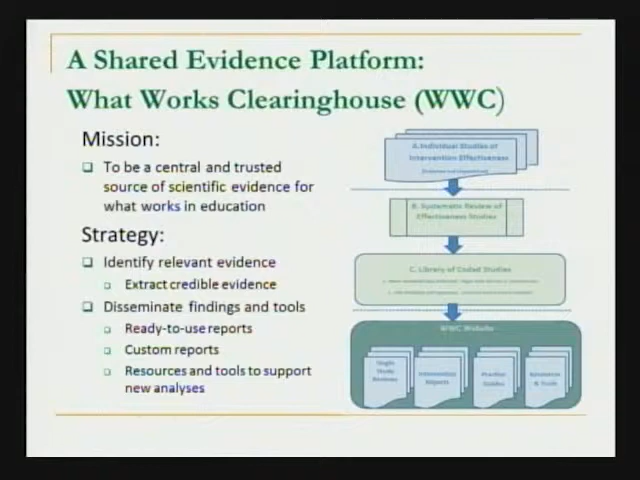 A Shared Evidence Platform:
What Works Clearinghouse (WWC)
Mission:
To be a central and trusted
source of scientific evidence for
what works in education
Strategy:
Identify relevant evidence
Extract credible evidence
Disseminate findings and tools
Ready-to-use reports
Custom reports
Resources and tools to support
new analyses
A. Individual Studies of
Intervention Effectiveness
B. Systematic Review of
Effectiveness Studies
C. Library of Coded Studies
WWC Website
Single
Study
Reviews
Intervention
Reports
Practice
Guides
Resources
& Tools